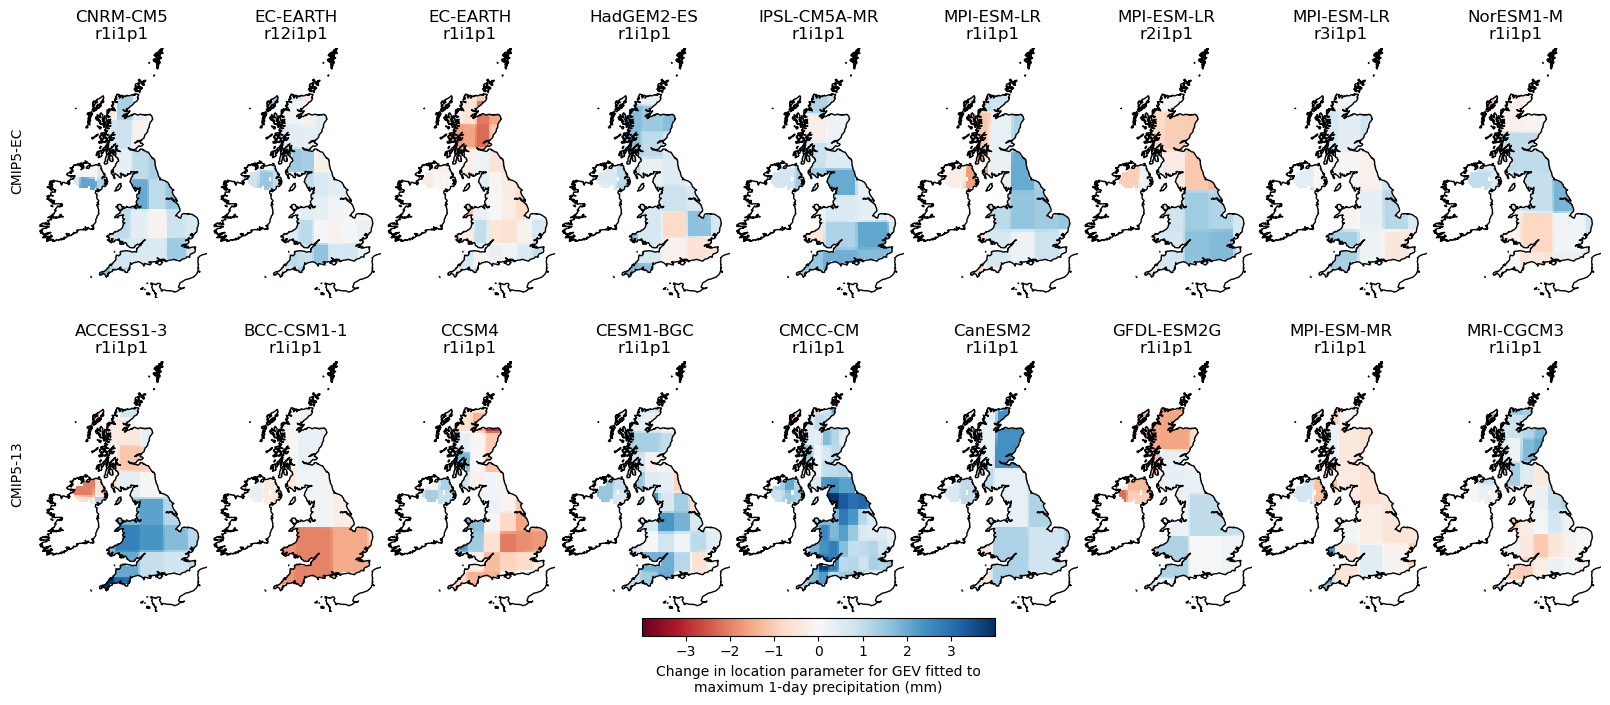 CNRM-CM5 EC-EARTH EC-EARTH HadGEM2-ES IPSL-CM5A-MR MPI-ESM-LR MPI-ESM-LR MPI-ESM-LR NorESM1-M
r1i1p1 r12i1p1 r1i1p1 r1i1p1 r1i1p1 r1i1p1 r2i1p1 r3i1p1 r1i1p1
CMIP5-EC
ACCESS1-3 BCC-CSM1-1 CCSM4 CESM1-BGC CMCC-CM CanESM2 GFDL-ESM2G MPI-ESM-MR MRI-CGCM3
r1i1p1 r1i1p1 r1i1p1 r1i1p1 r1i1p1 r1i1p1 r1i1p1 r1i1p1 r1i1p1
CMIP5-13
−3 −2 −1 0 1 2 3
Change in location parameter for GEV fitted to
maximum 1-day precipitation (mm)